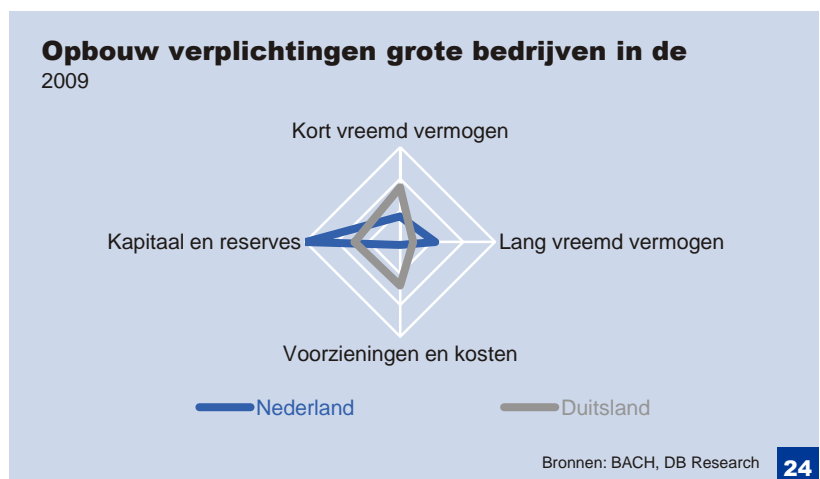 Opbouw verplichtingen grote bedrijven in de
2009
Kort vreemd vermogen
Kapitaal en reserves
Lang vreemd vermogen
Voorzieningen en kosten
Nederland
Duitsland
Bronnen: BACH, DB Research
24